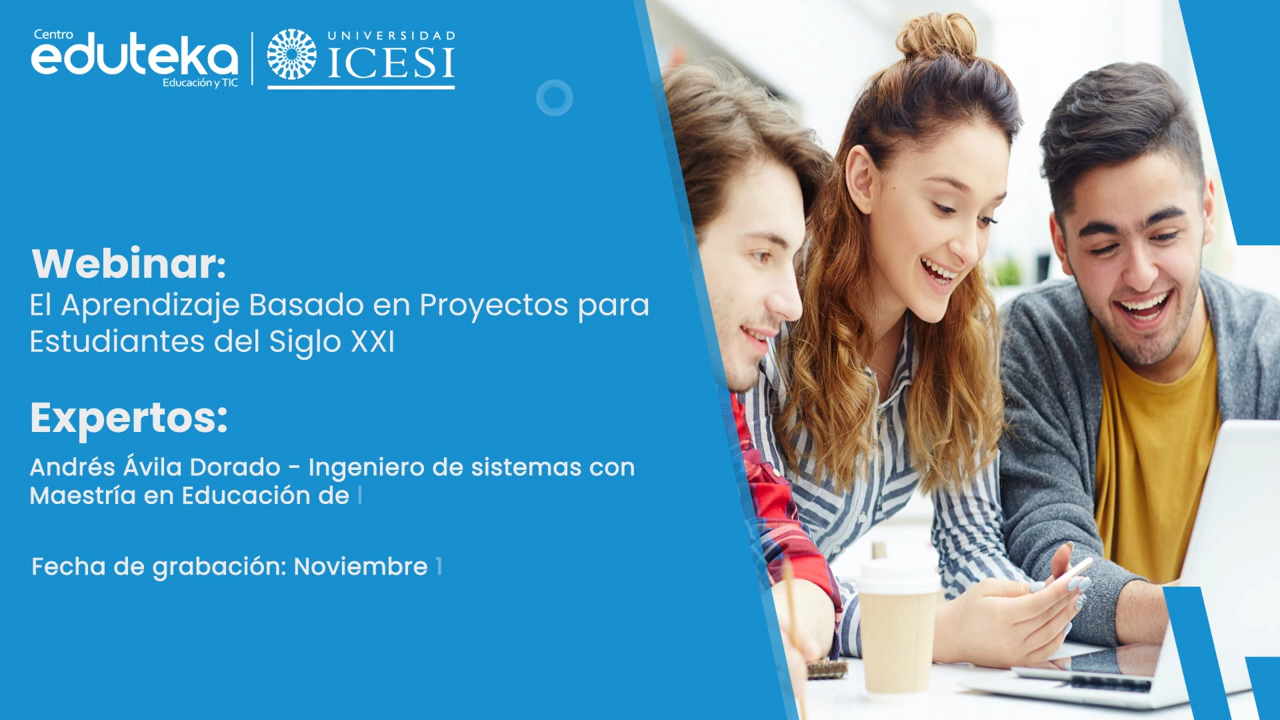 Centro
eduteka
Educación y TIC
UNIVERSIDAD
ICESI
Webinar:
El Aprendizaje Basado en Proyectos para
Estudiantes del Siglo XXI
Expertos:
Andrés Ávila Dorado - Ingeniero de sistemas con
Maestría en Educación de l
Fecha de grabación: Noviembre 1